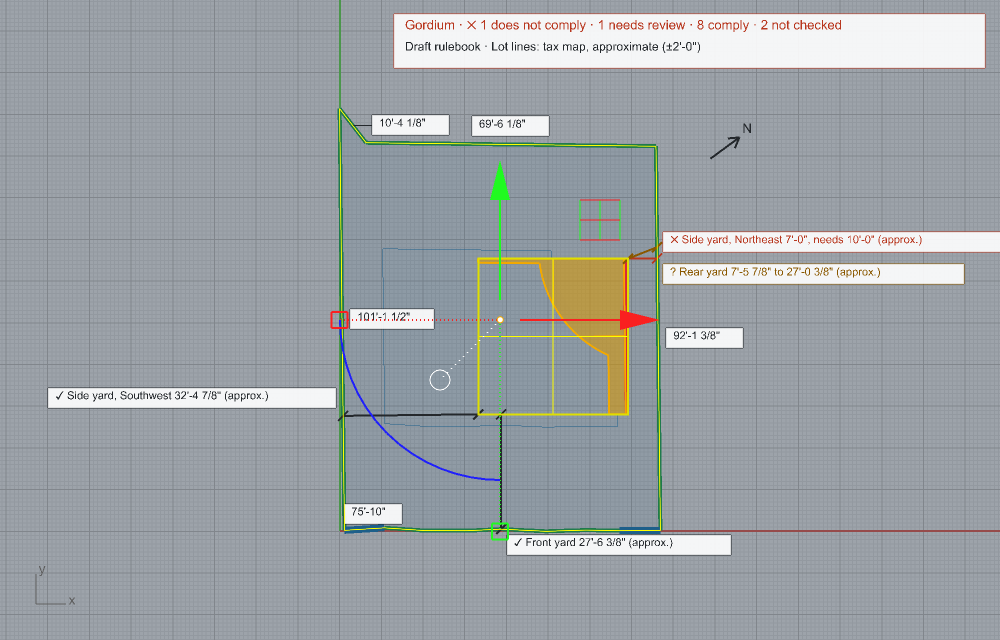 Gordium · ✕ 1 does not comply · 1 needs review · 8 comply · 2 not checked
Draft rulebook · Lot lines: tax map, approximate (±2'-0")
10'-4 1/8"
69'-6 1/8"
N
✕ Side yard, Northeast 7'-0", needs 10'-0" (approx.)
? Rear yard 7'-5 7/8" to 27'-0 3/8" (approx.)
101'-1 1/2"
92'-1 3/8"
✓ Side yard, Southwest 32'-4 7/8" (approx.)
75'-10"
✓ Front yard 27'-6 3/8" (approx.)
y
x